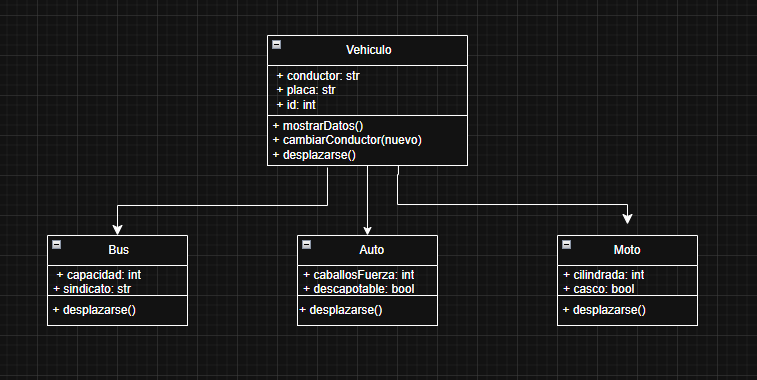 Vehiculo
+ conductor: str
+ placa: str
+ id: int
+ mostrarDatos()
+ cambiarConductor(nuevo)
+ desplazarse()
Bus
+ capacidad: int
+ sindicato: str
+ desplazarse()
Auto
+ caballosFuerza: int
+ descapotable: bool
+ desplazarse()
Moto
+ cilindrada: int
+ casco: bool
+ desplazarse()